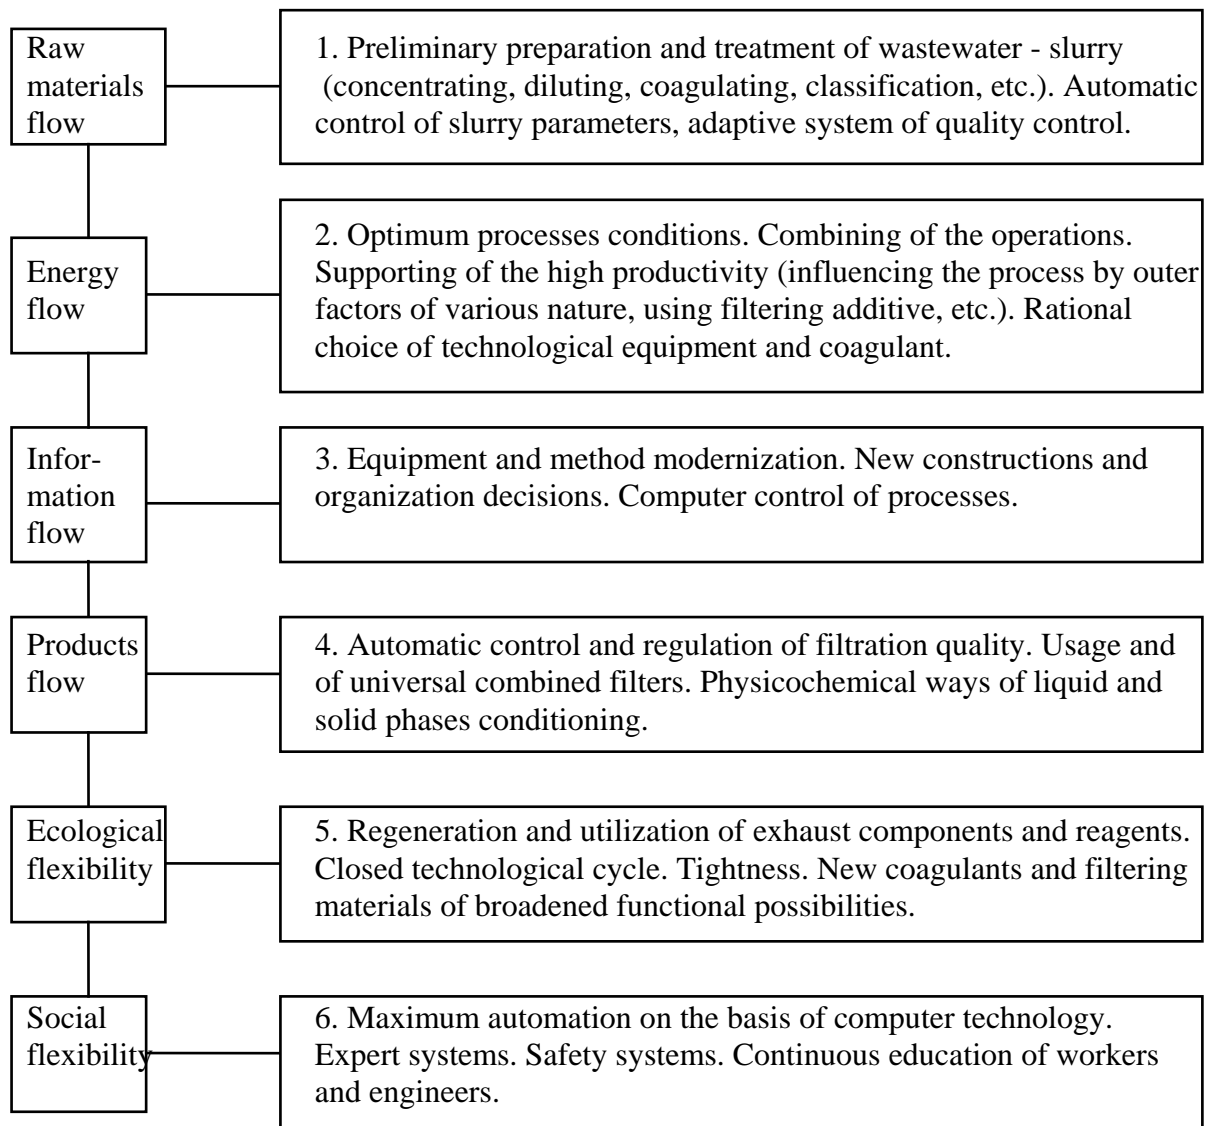 Raw
materials
flow
1. Preliminary preparation and treatment of wastewater - slurry
(concentrating, diluting, coagulating, classification, etc.). Automatic
control of slurry parameters, adaptive system of quality control.
Energy
flow
2. Optimum processes conditions. Combining of the operations.
Supporting of the high productivity (influencing the process by outer
factors of various nature, using filtering additive, etc.). Rational
choice of technological equipment and coagulant.
Infor-
mation
flow
3. Equipment and method modernization. New constructions and
organization decisions. Computer control of processes.
Products
flow
4. Automatic control and regulation of filtration quality. Usage and
of universal combined filters. Physicochemical ways of liquid and
solid phases conditioning.
Ecological
flexibility
5. Regeneration and utilization of exhaust components and reagents.
Closed technological cycle. Tightness. New coagulants and filtering
materials of broadened functional possibilities.
Social
flexibility
6. Maximum automation on the basis of computer technology.
Expert systems. Safety systems. Continuous education of workers
and engineers.